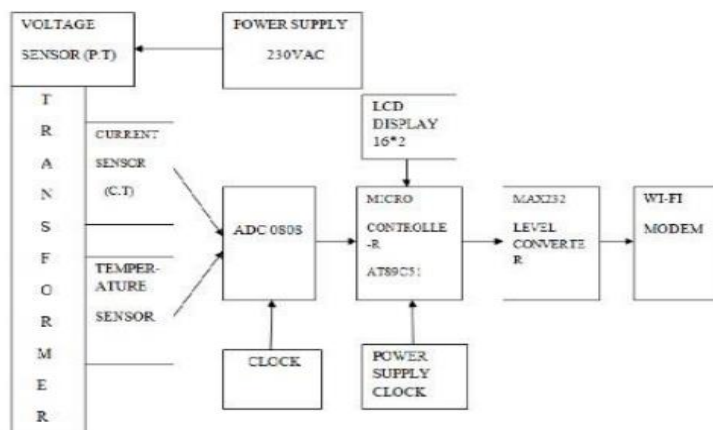 VOLTAGE
SENSOR (P.T)
POWER SUPPLY
230VAC
T
R
A
N
S
F
O
R
M
E
R
CURRENT
SENSOR
(C.T)
TEMPER-
ATURE
SENSOR
ADC 0808
CLOCK
LCD
DISPLAY
16*2
MICRO
CONTROLLE
-R
AT89C51
POWER
SUPPLY
CLOCK
MAX232
LEVEL
CONVERTE
R
WI-FI
MODEM